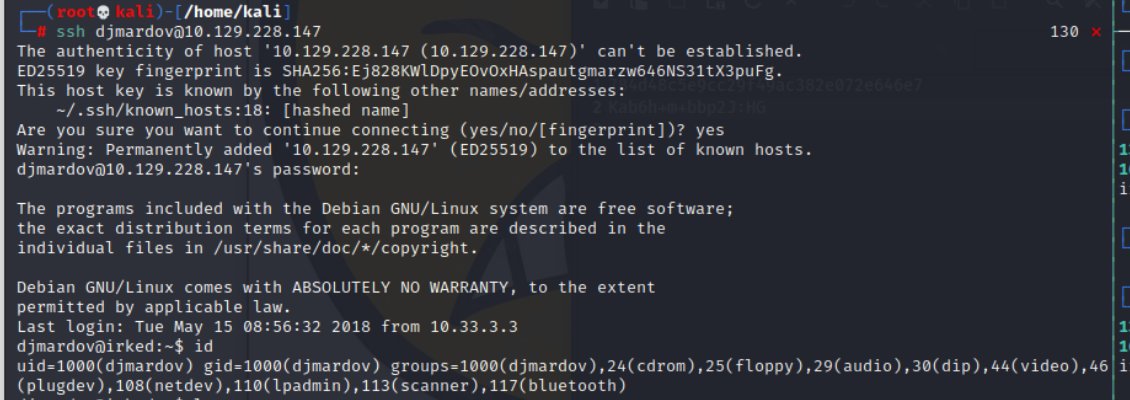 ┌──(root💀kali)-[/home/kali]
└─# ssh djmardov@10.129.228.147 130 ⨯
The authenticity of host '10.129.228.147 (10.129.228.147)' can't be established.
ED25519 key fingerprint is SHA256:Ej828KWlDpyEOvOxHAspautgmarzw646NS31tX3puFg.
This host key is known by the following other names/addresses:
~/.ssh/known_hosts:18: [hashed name]
Are you sure you want to continue connecting (yes/no/[fingerprint])? yes
Warning: Permanently added '10.129.228.147' (ED25519) to the list of known hosts.
djmardov@10.129.228.147's password:
The programs included with the Debian GNU/Linux system are free software;
the exact distribution terms for each program are described in the
individual files in /usr/share/doc/*/copyright.
Debian GNU/Linux comes with ABSOLUTELY NO WARRANTY, to the extent
permitted by applicable law.
Last login: Tue May 15 08:56:32 2018 from 10.33.3.3
djmardov@irked:~$ id
uid=1000(djmardov) gid=1000(djmardov) groups=1000(djmardov),24(cdrom),25(floppy),29(audio),30(dip),44(video),46
(plugdev),108(netdev),110(lpadmin),113(scanner),117(bluetooth)